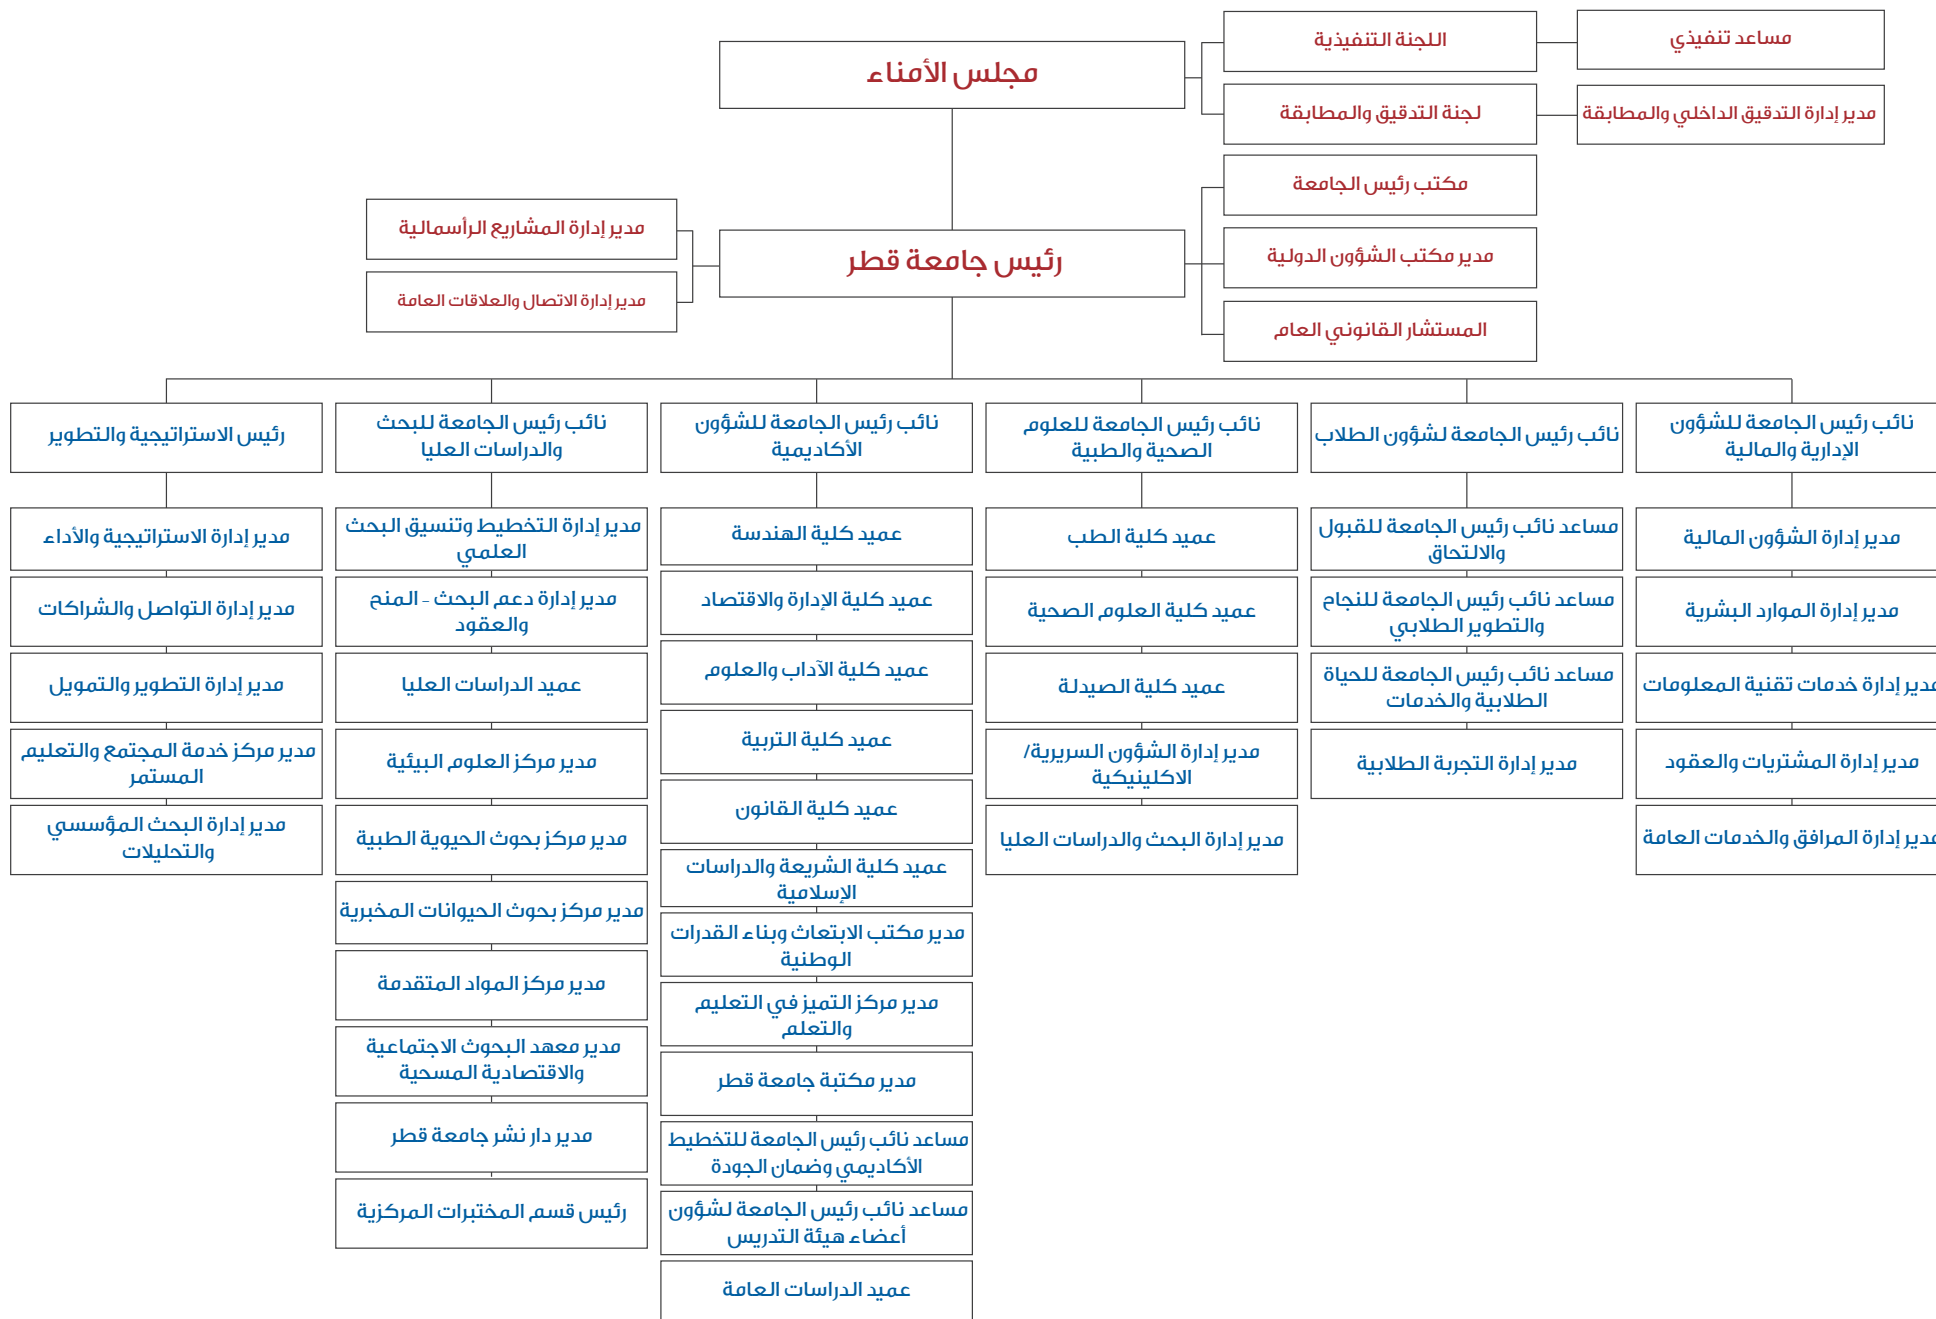 مجلس الأمناء
اللجنة التنفيذية
مساعد تنفيذي
لجنة التدقيق والمطابقة
مدير إدارة التدقيق الداخلي والمطابقة
رئيس جامعة قطر
مكتب رئيس الجامعة
مدير مكتب الشؤون الدولية
المستشار القانوني العام
مدير إدارة المشاريع الرأسمالية
مدير إدارة الاتصال والعلاقات العامة
نائب رئيس الجامعة للشؤون
الإدارية والمالية
مدير إدارة الشؤون المالية
مدير إدارة الموارد البشرية
مدير إدارة خدمات تقنية المعلومات
مدير إدارة المشتريات والعقود
مدير إدارة المرافق والخدمات العامة
نائب رئيس الجامعة لشؤون الطلاب
مساعد نائب رئيس الجامعة للقبول
والالتحاق
مساعد نائب رئيس الجامعة للنجاح
والتطوير الطلابي
مساعد نائب رئيس الجامعة للحياة
الطلابية والخدمات
مدير إدارة التجربة الطلابية
نائب رئيس الجامعة للعلوم
الصحية والطبية
عميد كلية الطب
عميد كلية العلوم الصحية
عميد كلية الصيدلة
مدير إدارة الشؤون السريرية/
الاكلينيكية
مدير إدارة البحث والدراسات العليا
نائب رئيس الجامعة للشؤون
الأكاديمية
عميد كلية الهندسة
عميد كلية الإدارة والاقتصاد
عميد كلية الآداب والعلوم
عميد كلية التربية
عميد كلية القانون
عميد كلية الشريعة والدراسات
الإسلامية
مدير مكتب الابتعاث وبناء القدرات
الوطنية
مدير مركز التميز في التعليم
والتعلم
مدير مكتبة جامعة قطر
مساعد نائب رئيس الجامعة للتخطيط
الأكاديمي وضمان الجودة
مساعد نائب رئيس الجامعة لشؤون
أعضاء هيئة التدريس
عميد الدراسات العامة
نائب رئيس الجامعة للبحث
والدراسات العليا
مدير إدارة التخطيط وتنسيق البحث
العلمي
مدير إدارة دعم البحث - المنح
والعقود
عميد الدراسات العليا
مدير مركز العلوم البيئية
مدير مركز بحوث الحيوية الطبية
مدير مركز بحوث الحيوانات المخبرية
مدير مركز المواد المتقدمة
مدير معهد البحوث الاجتماعية
والاقتصادية المسحية
مدير دار نشر جامعة قطر
رئيس قسم المختبرات المركزية
رئيس الاستراتيجية والتطوير
مدير إدارة الاستراتيجية والأداء
مدير إدارة التواصل والشراكات
مدير إدارة التطوير والتمويل
مدير مركز خدمة المجتمع والتعليم
المستمر
مدير إدارة البحث المؤسسي
والتحليلات